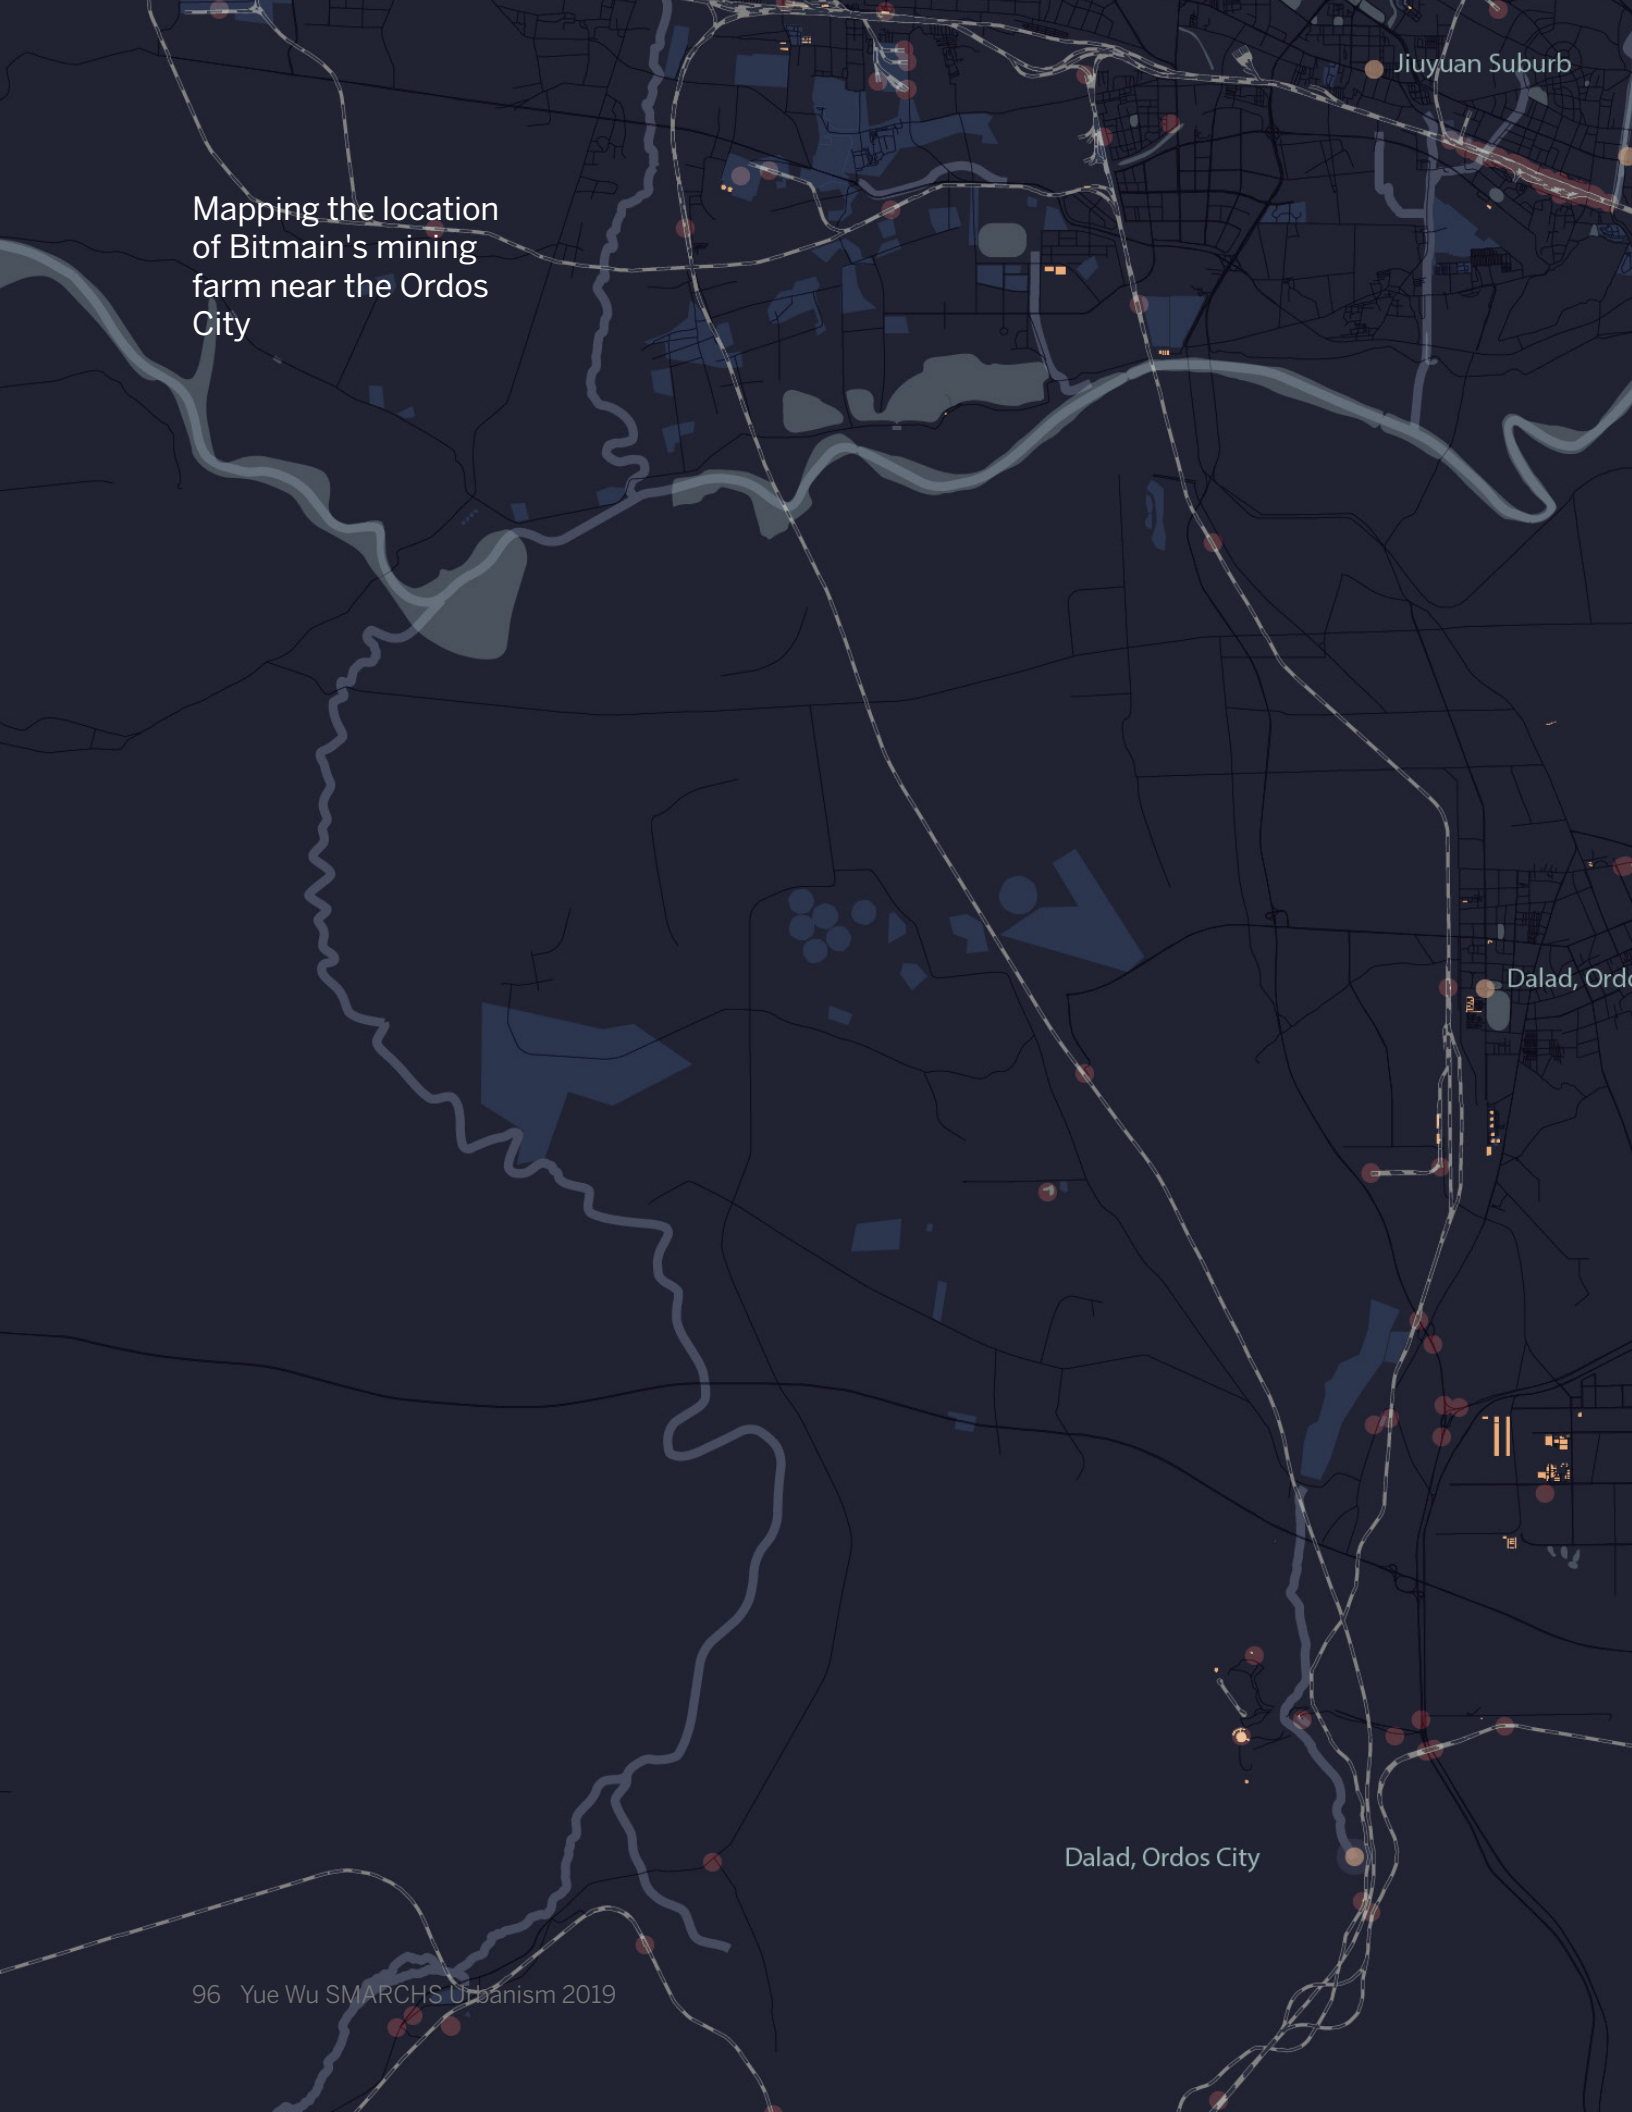 Jiuyuan Suburb
Mapping the location
of Bitmain's mining
farm near the Ordos
City
Dalad, Ordo
Dalad, Ordos City
96 Yue Wu SMARCHS Urbanism 2019